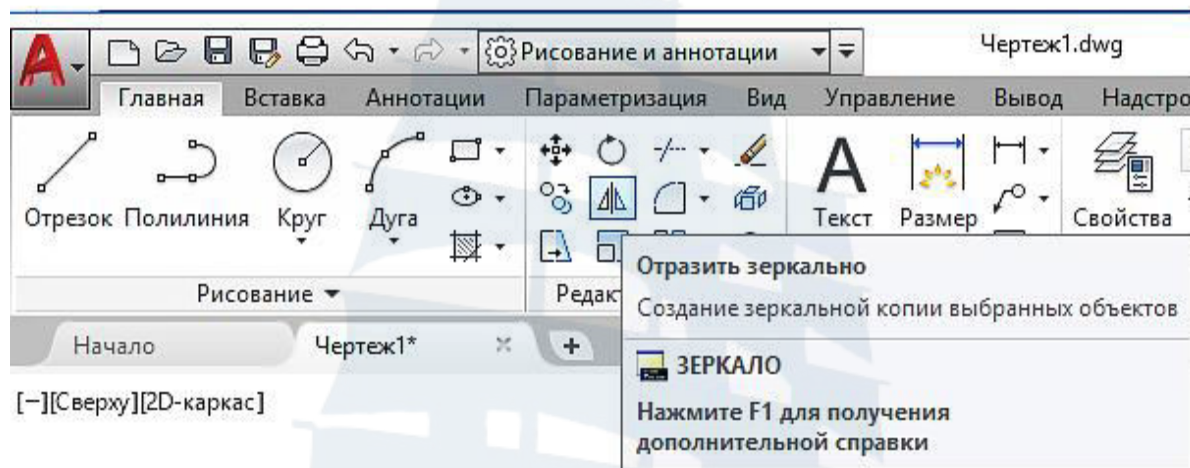 Рисование и аннотации
Чертеж1.dwg
Главная Вставка Аннотации Параметризация Вид Управление Вывод Надстро
Отрезок Полилиния Круг Дуга Текст Размер Свойства
Рисование Редак
Отразить зеркально
Создание зеркальной копии выбранных объектов
ЗЕРКАЛО
Нажмите F1 для получения
дополнительной справки
Начало Чертеж1*
[−][Сверху][2D-каркас]